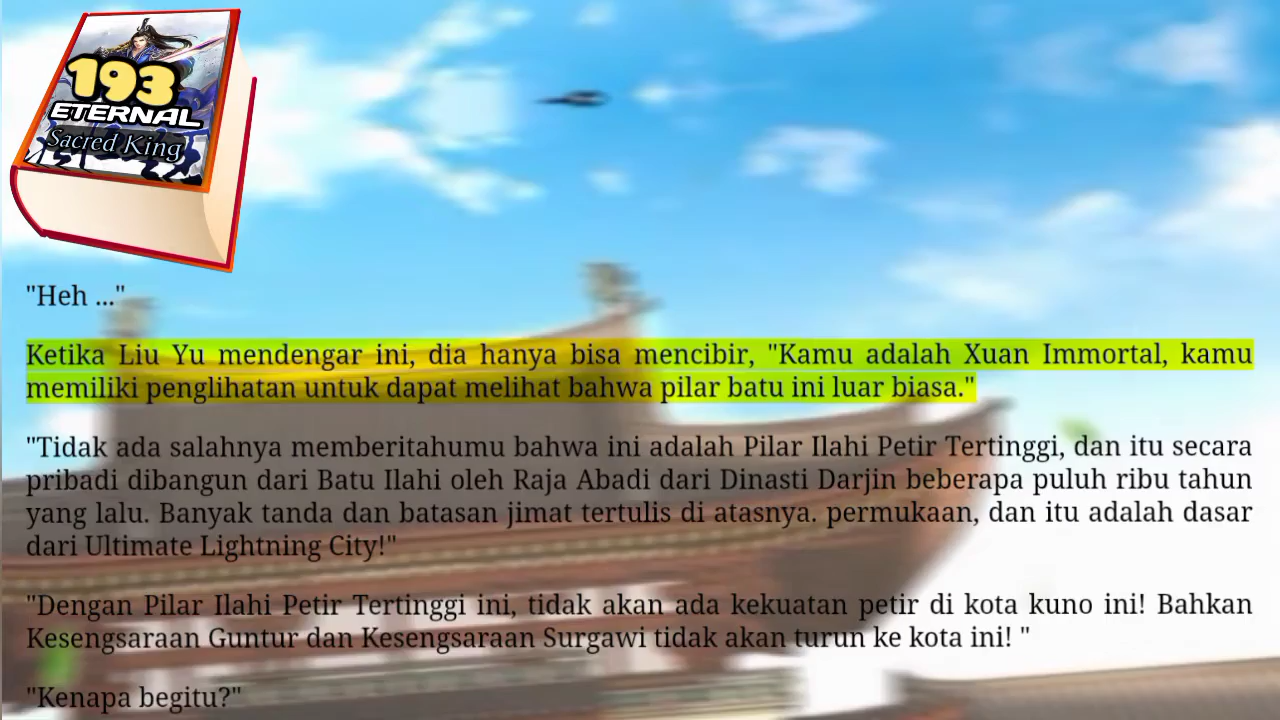 193
ETERNAL
Sacred King
"Heh ..."
Ketika Liu Yu mendengar ini, dia hanya bisa mencibir, "Kamu adalah Xuan Immortal, kamu
memiliki penglihatan untuk dapat melihat bahwa pilar batu ini luar biasa."
"Tidak ada salahnya memberitahumu bahwa ini adalah Pilar Ilahi Petir Tertinggi, dan itu secara
pribadi dibangun dari Batu Ilahi oleh Raja Abadi dari Dinasti Darjin beberapa puluh ribu tahun
yang lalu. Banyak tanda dan batasan jimat tertulis di atasnya. permukaan, dan itu adalah dasar
dari Ultimate Lightning City!"
"Dengan Pilar Ilahi Petir Tertinggi ini, tidak akan ada kekuatan petir di kota kuno ini! Bahkan
Kesengsaraan Guntur dan Kesengsaraan Surgawi tidak akan turun ke kota ini! "
"Kenapa begitu?"